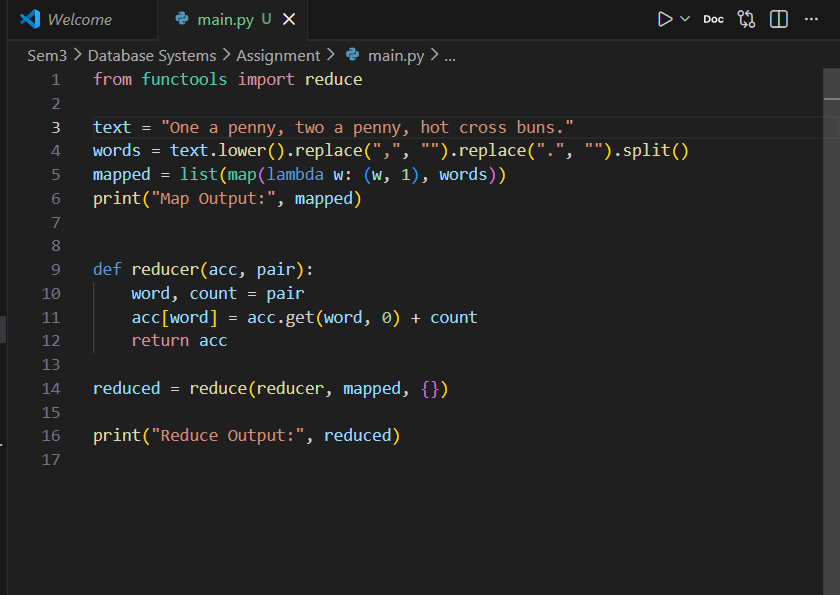 Welcome main.py U Doc ...
Sem3 > Database Systems > Assignment > main.py > ...
1 from functools import reduce
2
3 text = "One a penny, two a penny, hot cross buns."
4 words = text.lower().replace(",", "").replace(".", "").split()
5 mapped = list(map(lambda w: (w, 1), words))
6 print("Map Output:", mapped)
7
8
9 def reducer(acc, pair):
10     word, count = pair
11     acc[word] = acc.get(word, 0) + count
12     return acc
13
14 reduced = reduce(reducer, mapped, {})
15
16 print("Reduce Output:", reduced)
17